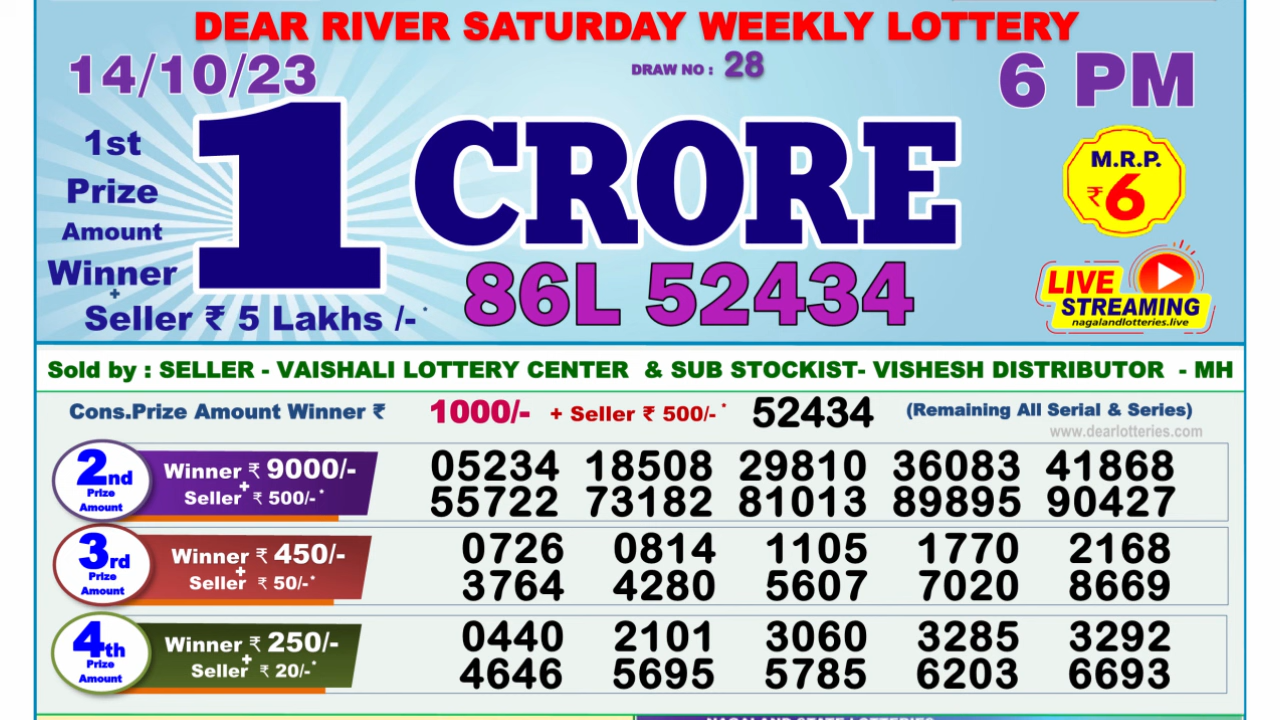 DEAR RIVER SATURDAY WEEKLY LOTTERY
14/10/23
DRAW NO : 28
6 PM
1st
Prize
Amount
Winner
+
Seller ₹ 5 Lakhs /-*
1 CRORE
86L 52434
M.R.P.
₹6
LIVE
STREAMING
nagalandlotteries.live
Sold by : SELLER - VAISHALI LOTTERY CENTER & SUB STOCKIST- VISHESH DISTRIBUTOR - MH
Cons.Prize Amount Winner ₹ 1000/- + Seller ₹ 500/-* 52434 (Remaining All Serial & Series)
www.dearlotteries.com
2nd
Prize
Amount
Winner ₹ 9000/-
+
Seller ₹ 500/-*
05234 18508 29810 36083 41868
55722 73182 81013 89895 90427
3rd
Prize
Amount
Winner ₹ 450/-
+
Seller ₹ 50/-*
0726 0814 1105 1770 2168
3764 4280 5607 7020 8669
4th
Prize
Amount
Winner ₹ 250/-
+
Seller ₹ 20/-*
0440 2101 3060 3285 3292
4646 5695 5785 6203 6693
NAGALAND STATE LOTTERIES